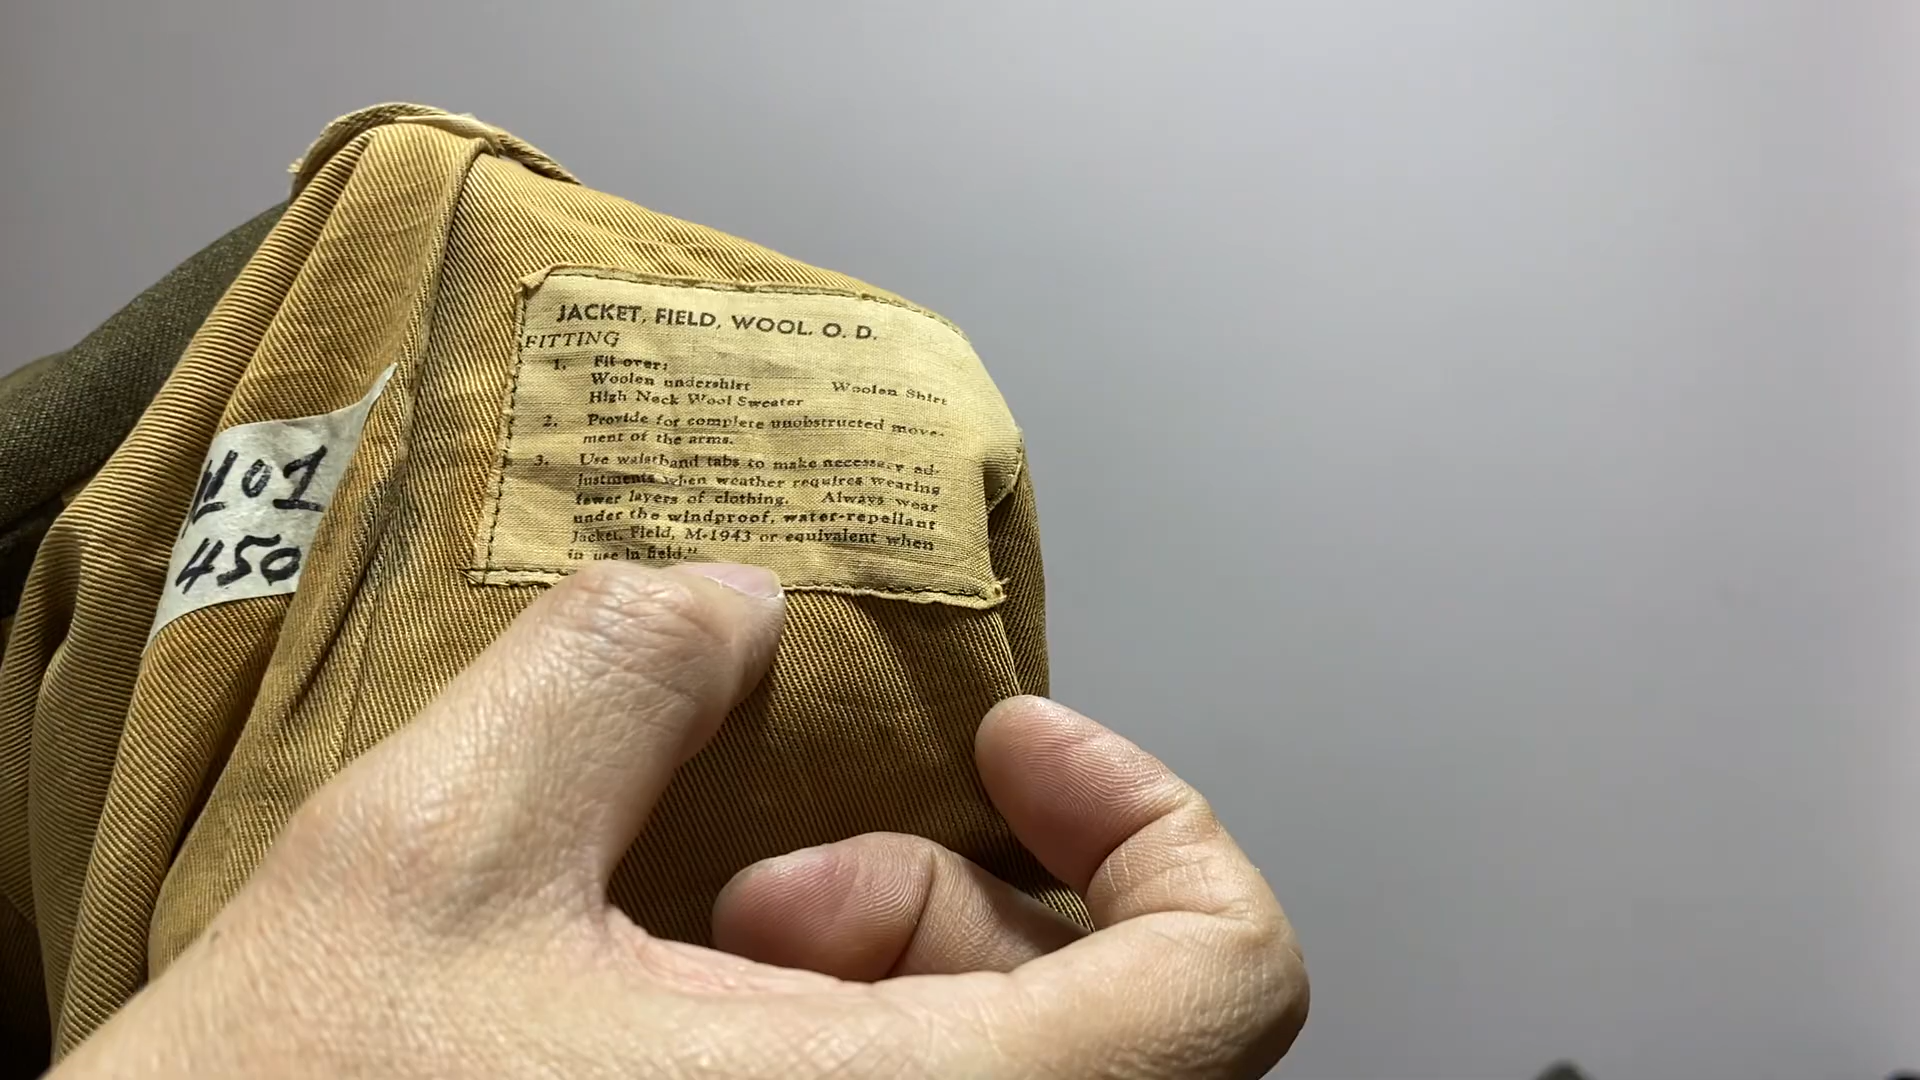 JACKET, FIELD, WOOL, O. D.
FITTING
1. Fit over:
Woolen undershirt Woolen Shirt
High Neck Wool Sweater
2. Provide for complete unobstructed move-
ment of the arms.
3. Use waistband tabs to make necessary ad-
justments when weather requires wearing
fewer layers of clothing. Always wear
under the windproof, water-repellant
Jacket, Field, M-1943 or equivalent when
in use in field."
401
450